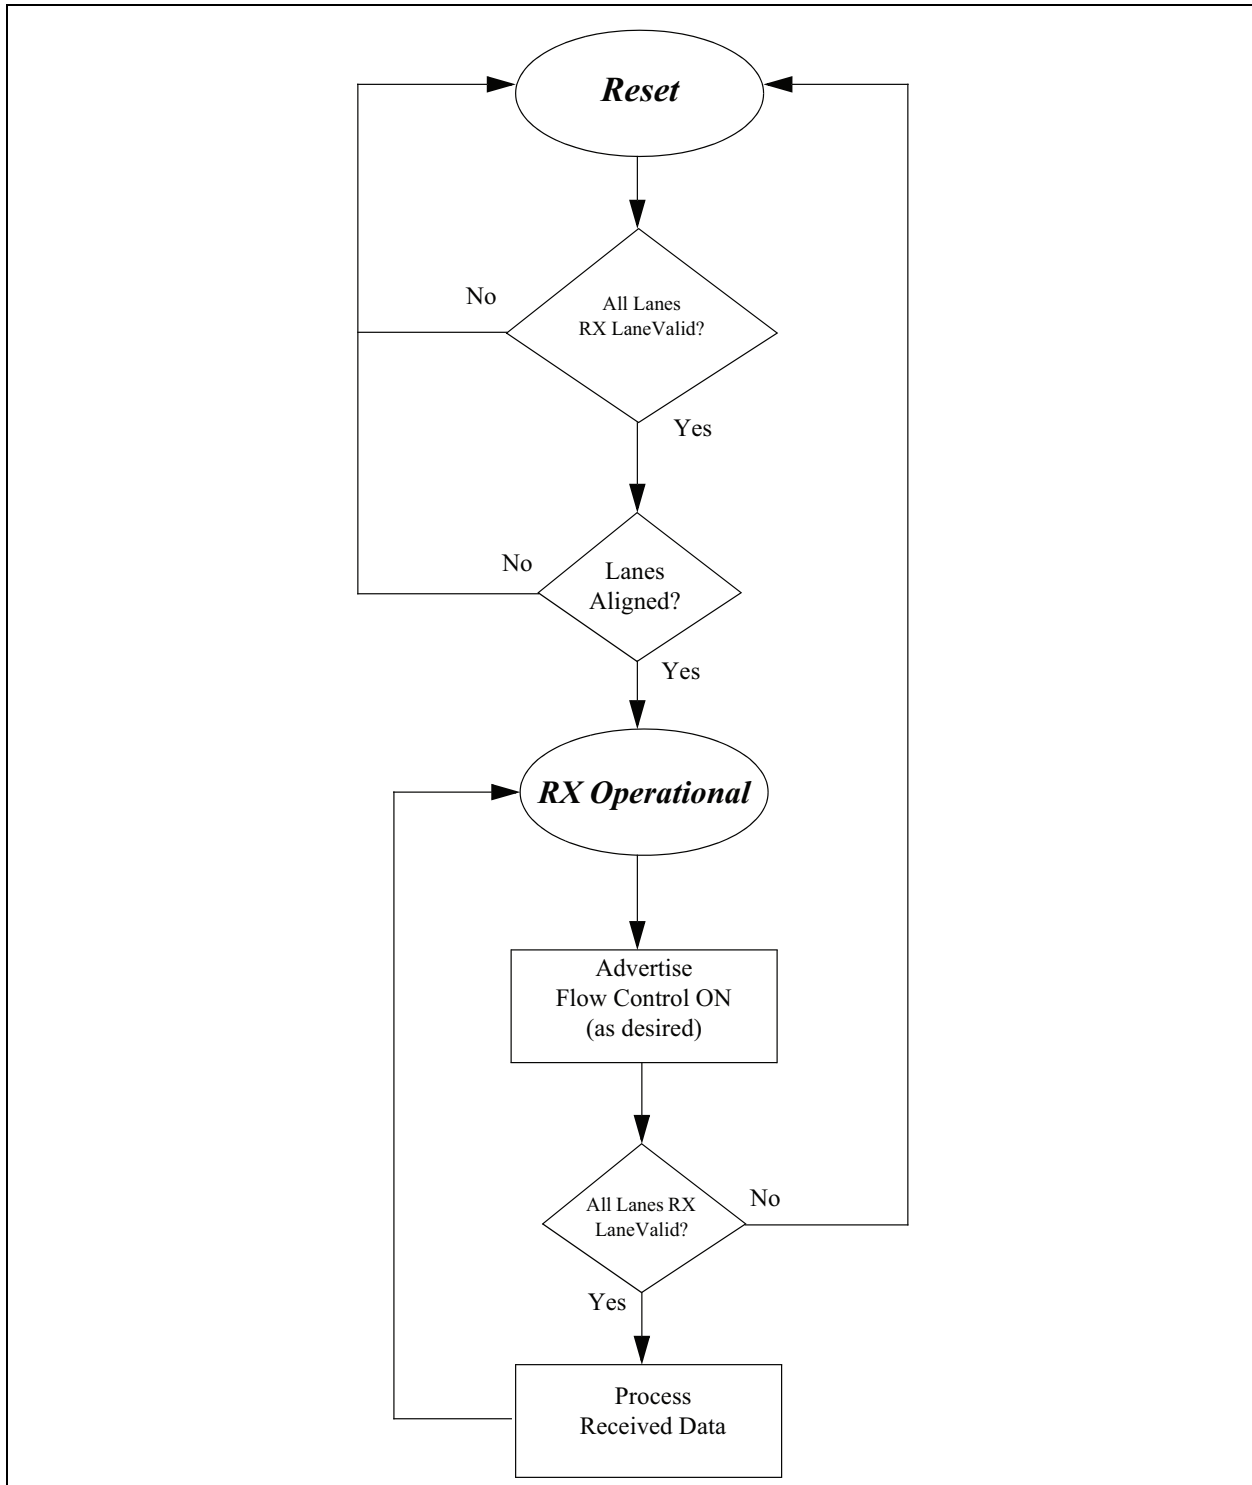 Reset
No
All Lanes
RX LaneValid?
Yes
No
Lanes
Aligned?
Yes
RX Operational
Advertise
Flow Control ON
(as desired)
All Lanes RX
LaneValid?
No
Yes
Process
Received Data